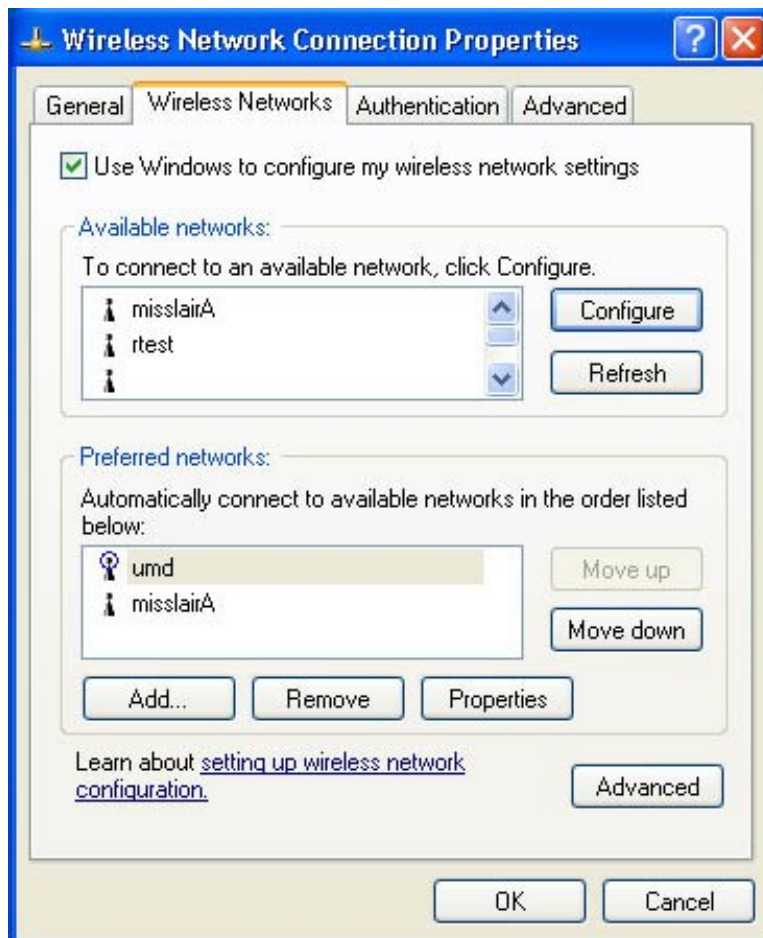 Wireless Network Connection Properties
General Wireless Networks Authentication Advanced
Use Windows to configure my wireless network settings
Available networks:
To connect to an available network, click Configure.
misslairA
rtest
Configure
Refresh
Preferred networks:
Automatically connect to available networks in the order listed
below:
umd
misslairA
Move up
Move down
Add... Remove Properties
Learn about setting up wireless network
configuration.
Advanced
OK Cancel